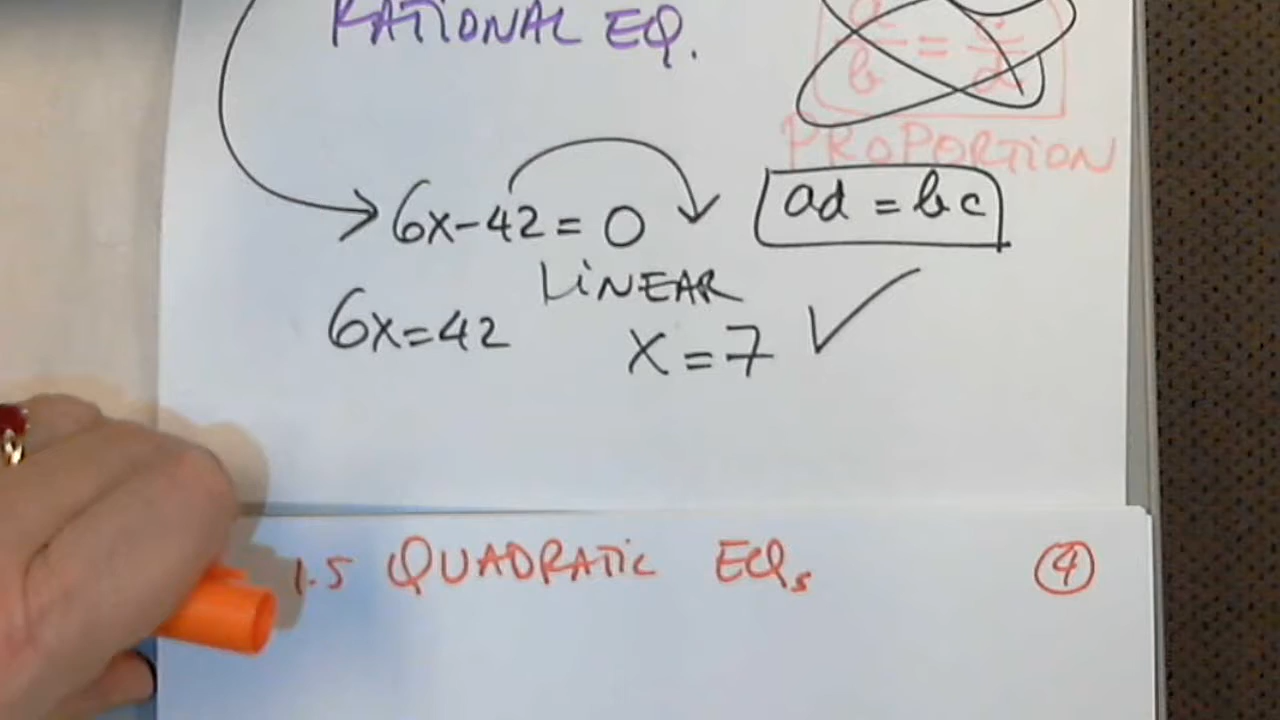 RATIONAL EQ.
a/b = c/d
PROPORTION
6x-42=0
ad = bc
LINEAR
6x=42
x=7 ✓
1.5 QUADRATIC EQs
4